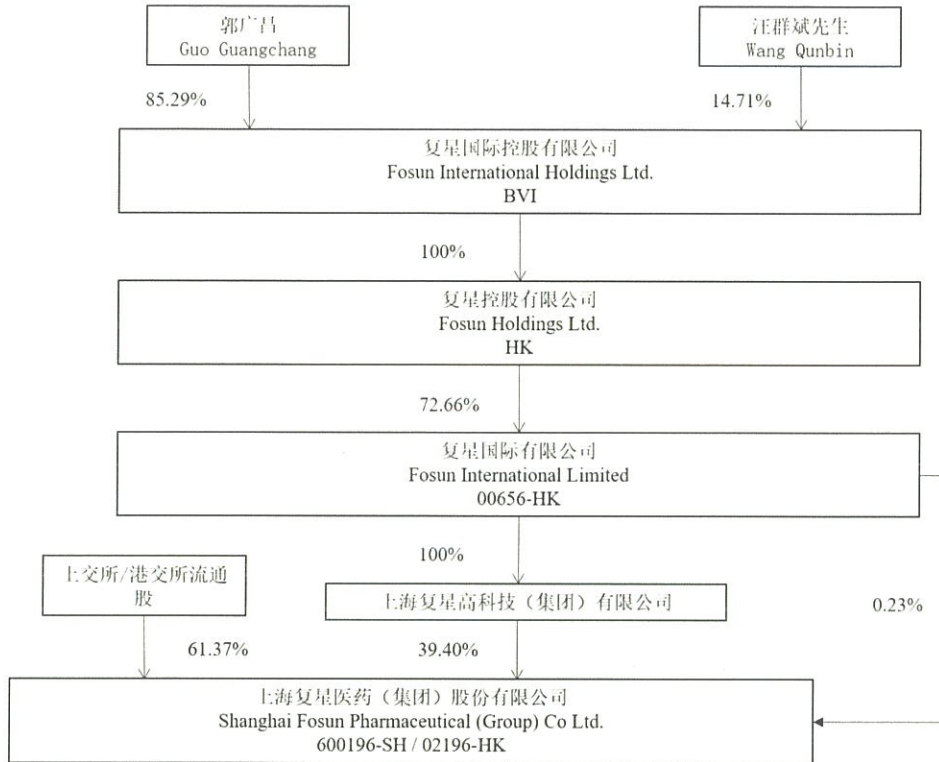 郭广昌
Guo Guangchang
汪群斌先生
Wang Qunbin
85.29%
14.71%
复星国际控股有限公司
Fosun International Holdings Ltd.
BVI
100%
复星控股有限公司
Fosun Holdings Ltd.
HK
72.66%
复星国际有限公司
Fosun International Limited
00656-HK
100%
上交所/港交所流通
股
上海复星高科技（集团）有限公司
0.23%
61.37%
39.40%
上海复星医药（集团）股份有限公司
Shanghai Fosun Pharmaceutical (Group) Co Ltd.
600196-SH / 02196-HK